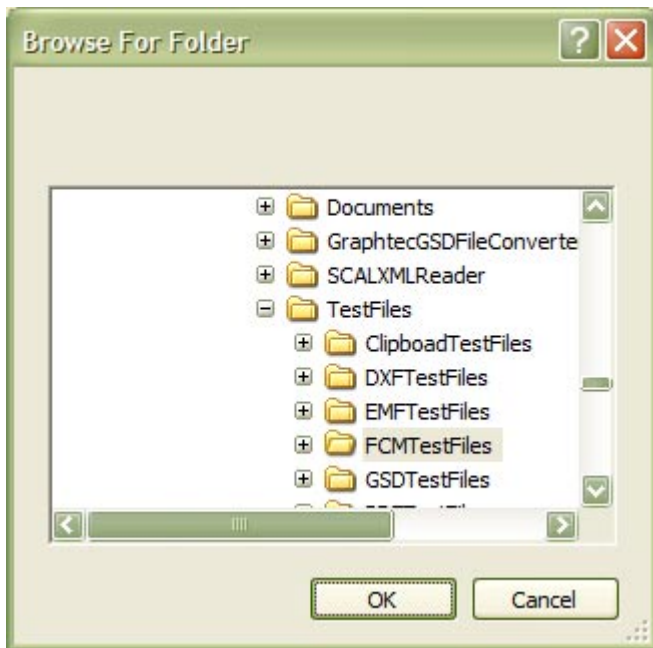 Browse For Folder
Documents
GraphtecGSDFileConverte
SCALXMLReader
TestFiles
ClipboadTestFiles
DXFTestFiles
EMFTestFiles
FCMTestFiles
GSDTestFiles
OK
Cancel